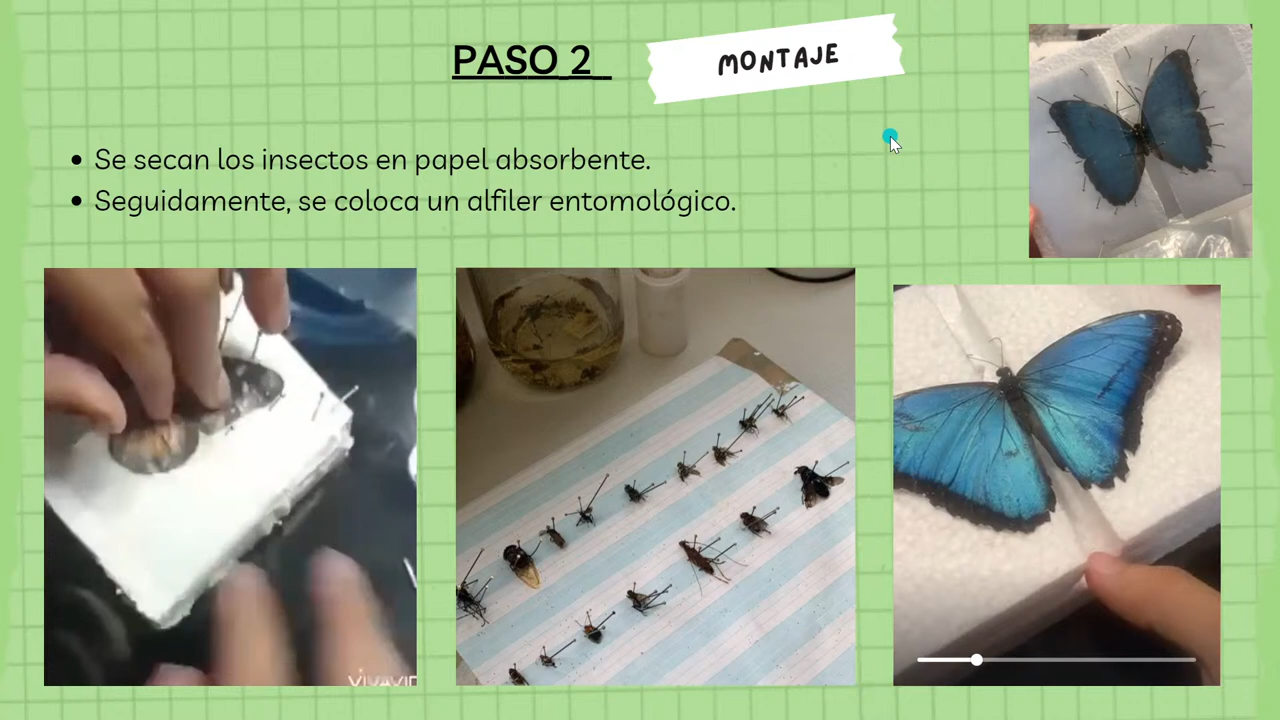 PASO 2
MONTAJE
Se secan los insectos en papel absorbente.
Seguidamente, se coloca un alfiler entomológico.